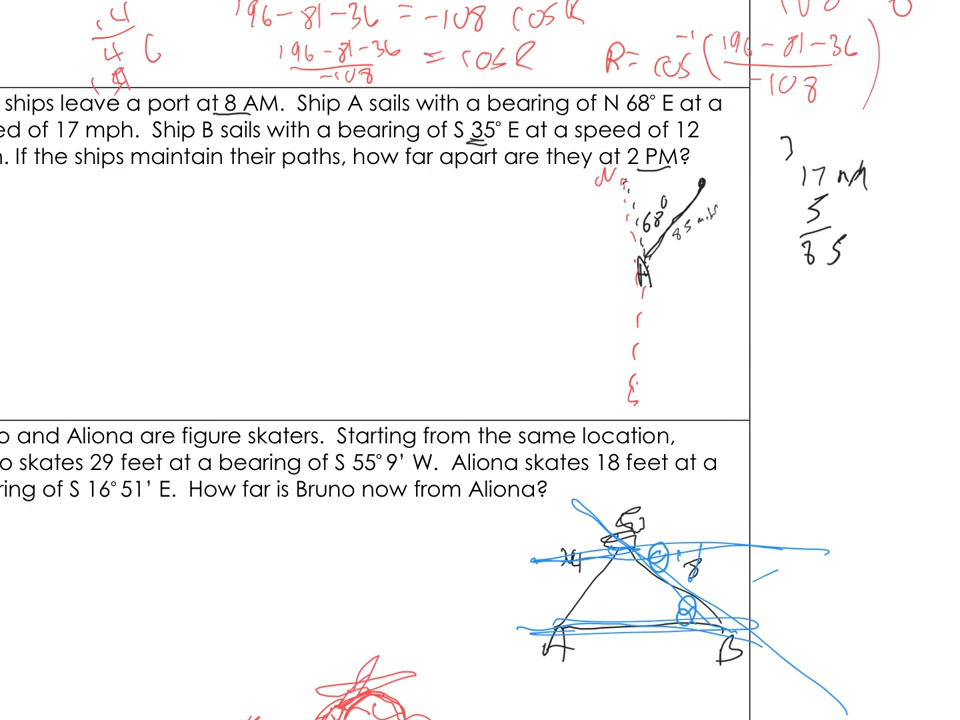 196-81-36 = -108 cos R
196-81-36 / -108 = cos R
R = cos⁻¹(196-81-36 / -108)
108
4
4 6
ships leave a port at 8 AM. Ship A sails with a bearing of N 68° E at a
ed of 17 mph. Ship B sails with a bearing of S 35° E at a speed of 12
. If the ships maintain their paths, how far apart are they at 2 PM?
N
68°
85
A
17
5
85
o and Aliona are figure skaters. Starting from the same location,
o skates 29 feet at a bearing of S 55° 9' W. Aliona skates 18 feet at a
ring of S 16° 51' E. How far is Bruno now from Aliona?
A
B